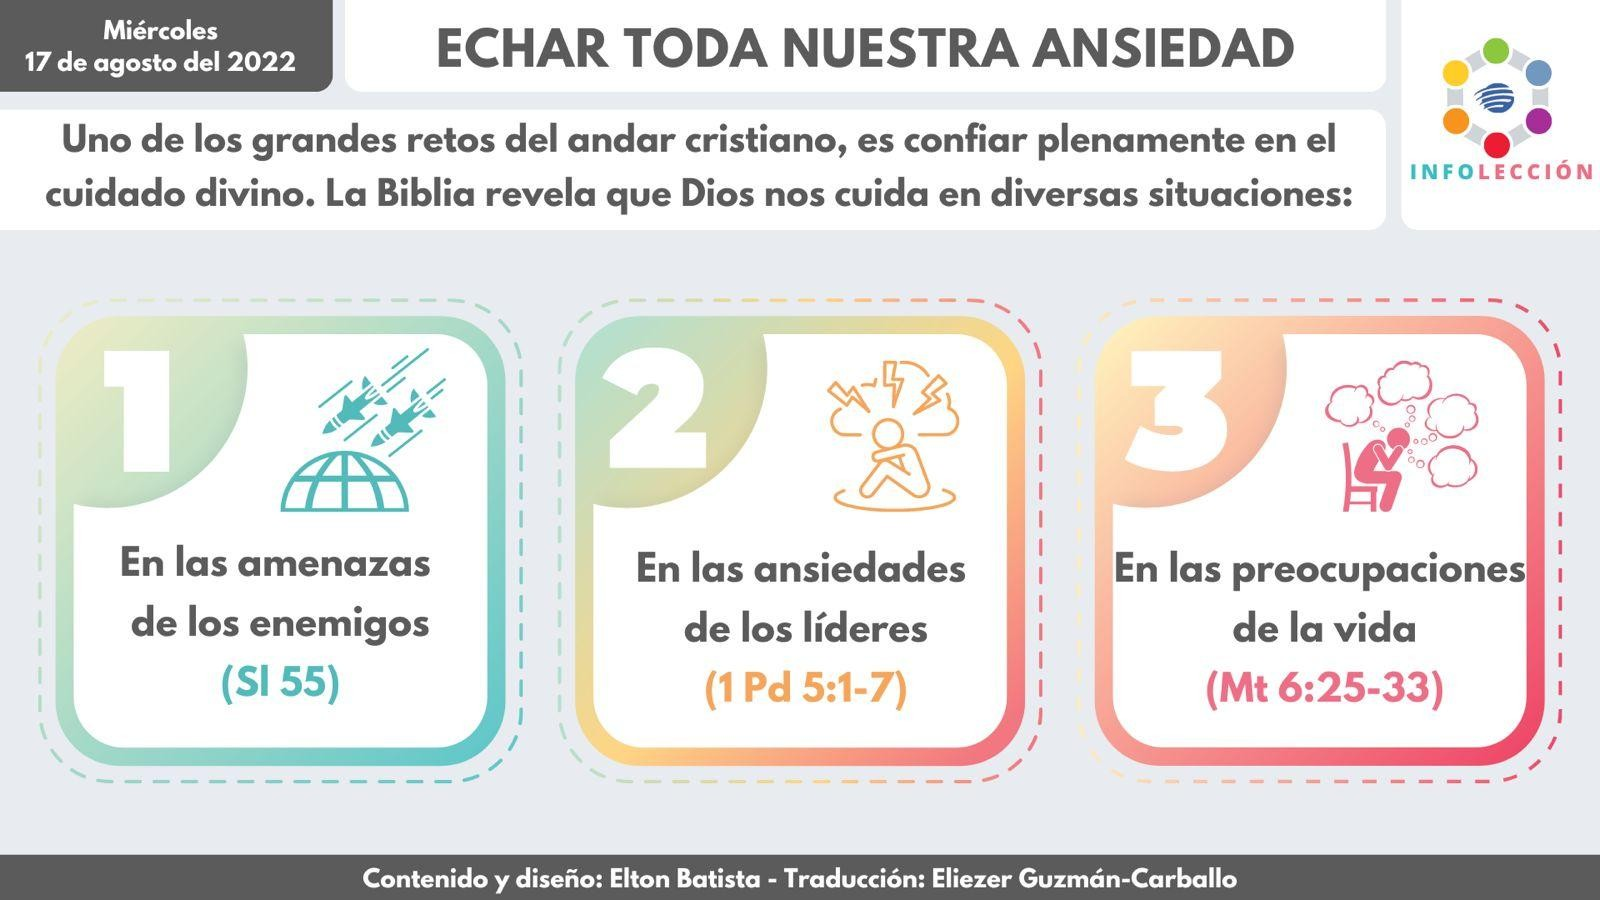 Miércoles
17 de agosto del 2022
ECHAR TODA NUESTRA ANSIEDAD
Uno de los grandes retos del andar cristiano, es confiar plenamente en el
cuidado divino. La Biblia revela que Dios nos cuida en diversas situaciones:
INFOLECCIÓN
1
En las amenazas
de los enemigos
(Sl 55)
2
En las ansiedades
de los líderes
(1 Pd 5:1-7)
3
En las preocupaciones
de la vida
(Mt 6:25-33)
Contenido y diseño: Elton Batista - Traducción: Eliezer Guzmán-Carballo